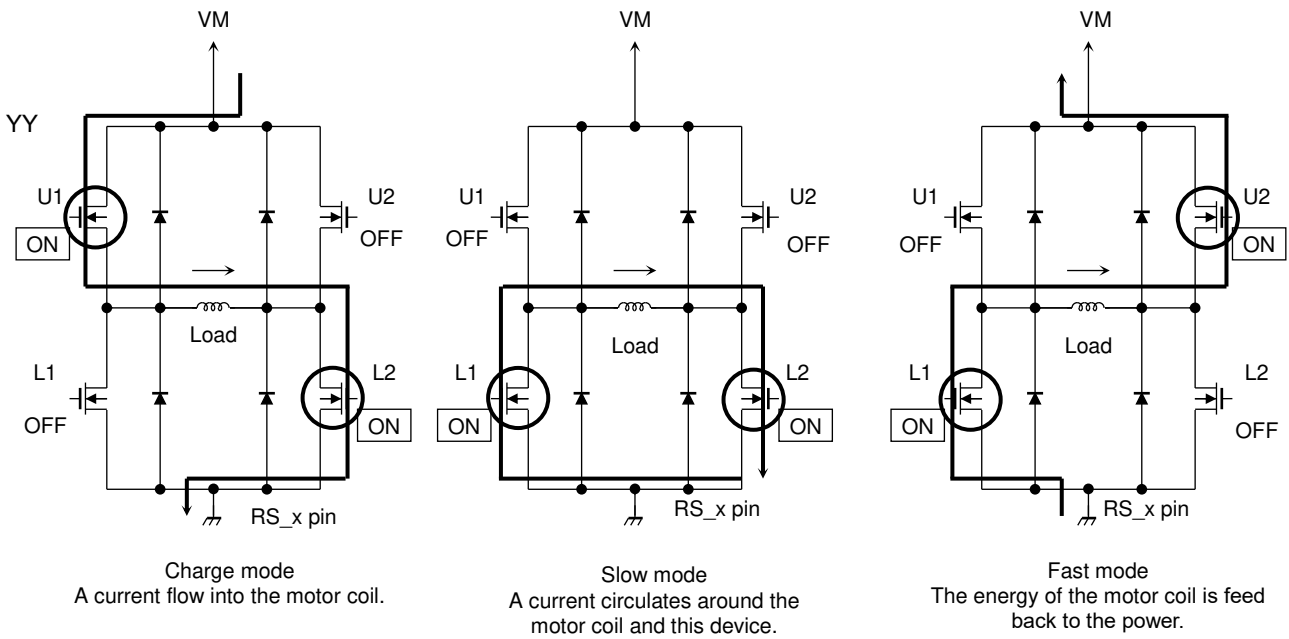 VM
YY
U1
U2
ON
OFF
Load
L1
L2
OFF
ON
RS_x pin
Charge mode
A current flow into the motor coil.
VM
U1
U2
OFF
OFF
Load
L1
L2
ON
ON
RS_x pin
Slow mode
A current circulates around the
motor coil and this device.
VM
U1
U2
OFF
ON
Load
L1
L2
ON
OFF
RS_x pin
Fast mode
The energy of the motor coil is feed
back to the power.